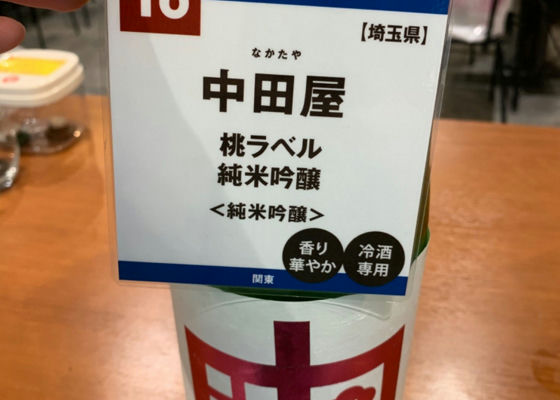 【埼玉県】
なかたや
中田屋
桃ラベル
純米吟醸
＜純米吟醸＞
香り
華やか
冷酒
専用
関東